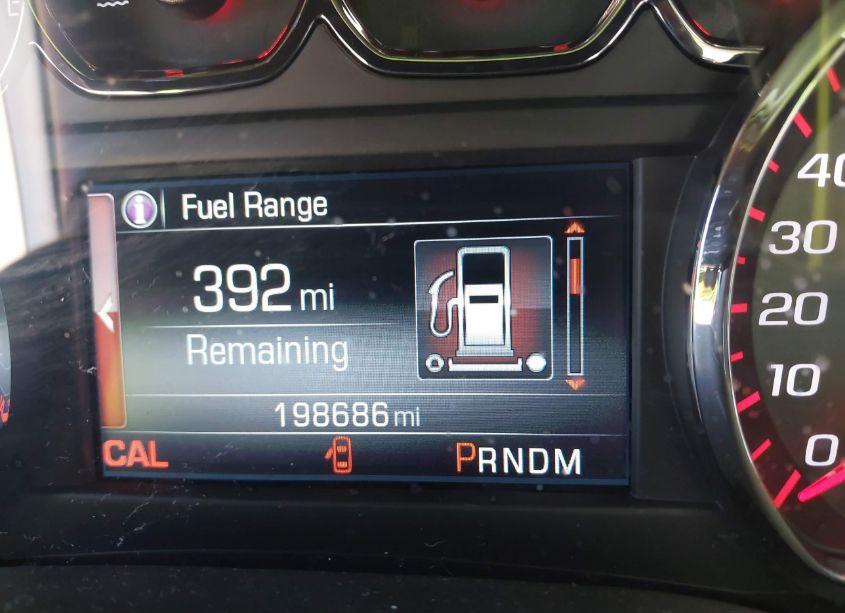 E
Fuel Range
392 mi
Remaining
198686 mi
CAL
PRNDM
40
30
20
10
0